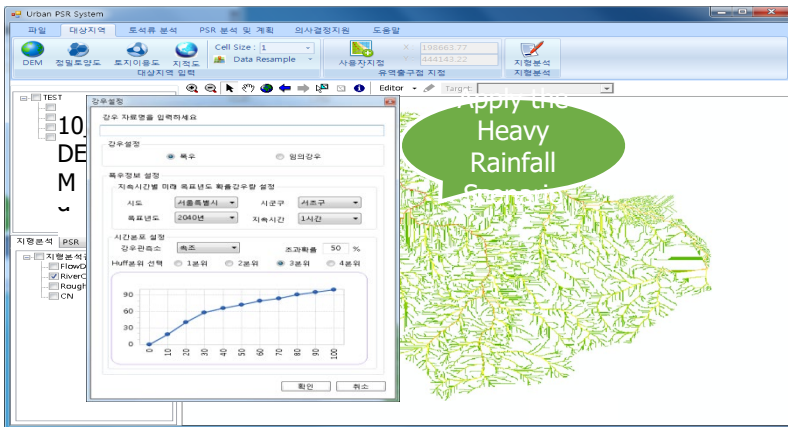 Urban PSR System
파일 대상지역 토석류 분석 PSR 분석 및 계획 의사결정지원 도움말
DEM 정밀토양도 토지이용도 지적도
Cell Size: 1
Data Resample
대상지역 입력
사용자지정
X 198663.77
Y 444143.22
유역출구점 지정
지형분석
지형분석
Editor Target:
TEST
10_
DE
M
지형분석 PSR
지형분석
FlowD
RiverC
Rough
CN
강우설정
강우 자료명을 입력하세요
강우설정
폭우 임의강우
폭우정보 설정
지속시간별 미래 목표년도 확률강우량 설정
시도 서울특별시 시군구 서초구
목표년도 2040년 지속시간 1시간
시간분포 설정
강우관측소 속초 초과확률 50 %
Huff분위 선택 1분위 2분위 3분위 4분위
90
60
30
0
0 10 20 30 40 50 60 70 80 90 100
확인 취소
Apply the
Heavy
Rainfall